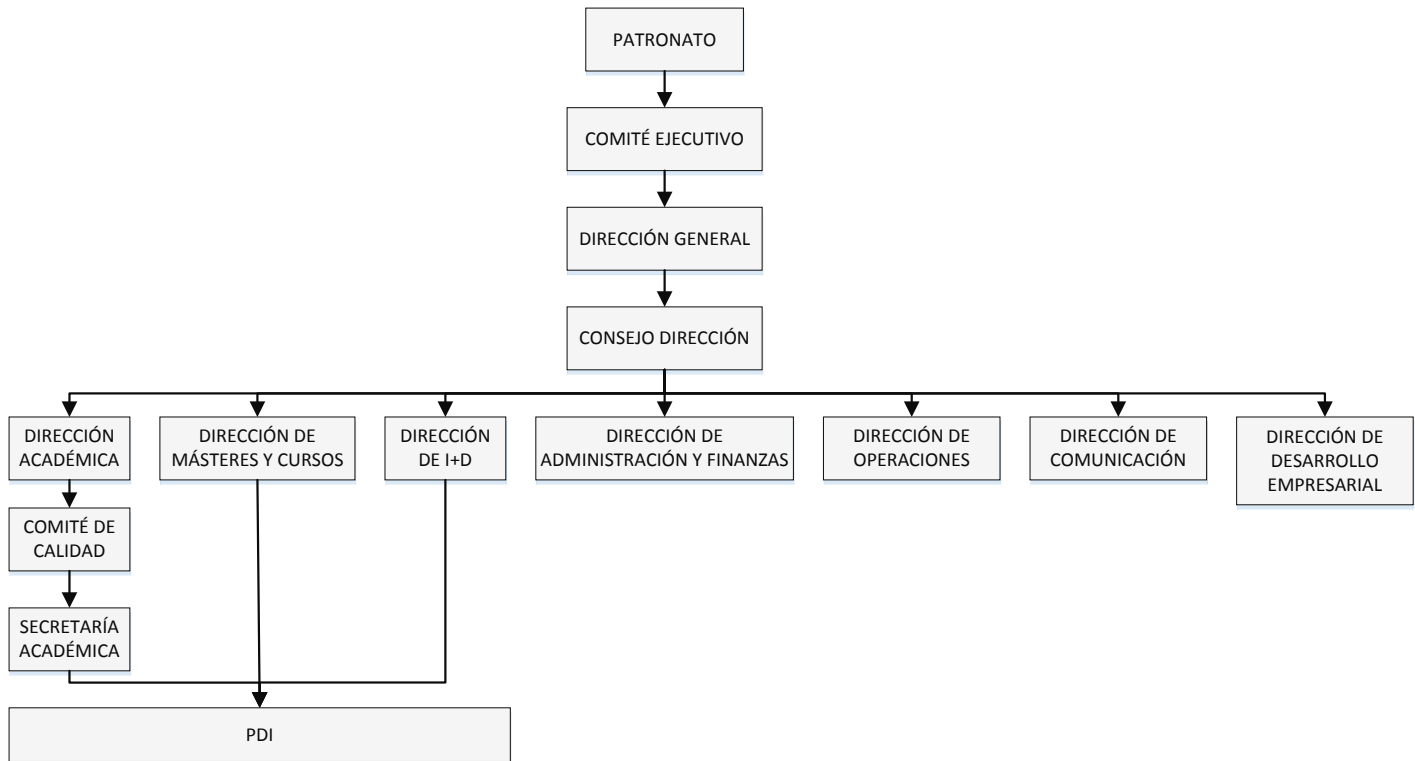 PATRONATO
COMITÉ EJECUTIVO
DIRECCIÓN GENERAL
CONSEJO DIRECCIÓN
DIRECCIÓN
ACADÉMICA
DIRECCIÓN DE
MÁSTERES Y CURSOS
DIRECCIÓN
DE I+D
DIRECCIÓN DE
ADMINISTRACIÓN Y FINANZAS
DIRECCIÓN DE
OPERACIONES
DIRECCIÓN DE
COMUNICACIÓN
DIRECCIÓN DE
DESARROLLO
EMPRESARIAL
COMITÉ DE
CALIDAD
SECRETARÍA
ACADÉMICA
PDI